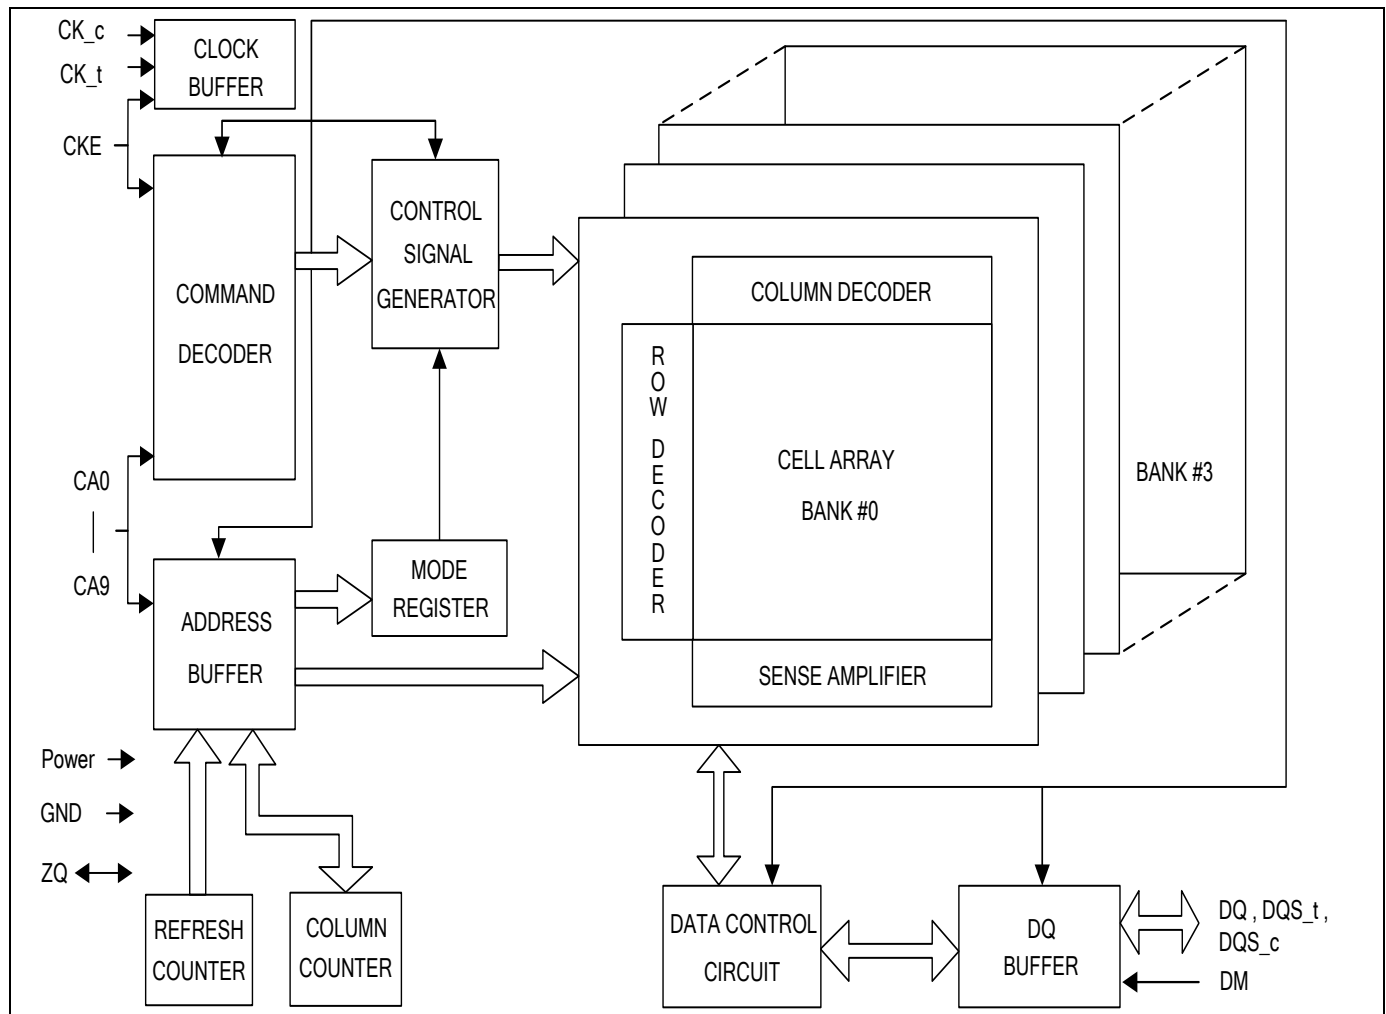 CK_c
CK_t
CKE
CLOCK
BUFFER
COMMAND
DECODER
CONTROL
SIGNAL
GENERATOR
COLUMN DECODER
ROW DECODER
CELL ARRAY
BANK #0
SENSE AMPLIFIER
BANK #3
CA0
CA9
MODE
REGISTER
ADDRESS
BUFFER
Power
GND
ZQ
REFRESH
COUNTER
COLUMN
COUNTER
DATA CONTROL
CIRCUIT
DQ
BUFFER
DQ , DQS_t ,
DQS_c
DM